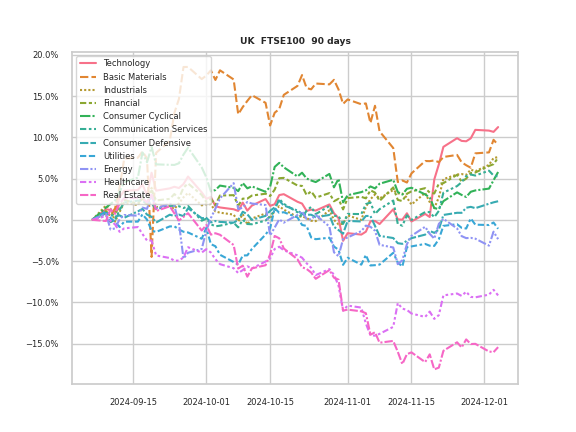 UK  FTSE100  90 days
20.0%
15.0%
10.0%
5.0%
0.0%
−5.0%
−10.0%
−15.0%
Technology
Basic Materials
Industrials
Financial
Consumer Cyclical
Communication Services
Consumer Defensive
Utilities
Energy
Healthcare
Real Estate
2024-09-15
2024-10-01
2024-10-15
2024-11-01
2024-11-15
2024-12-01